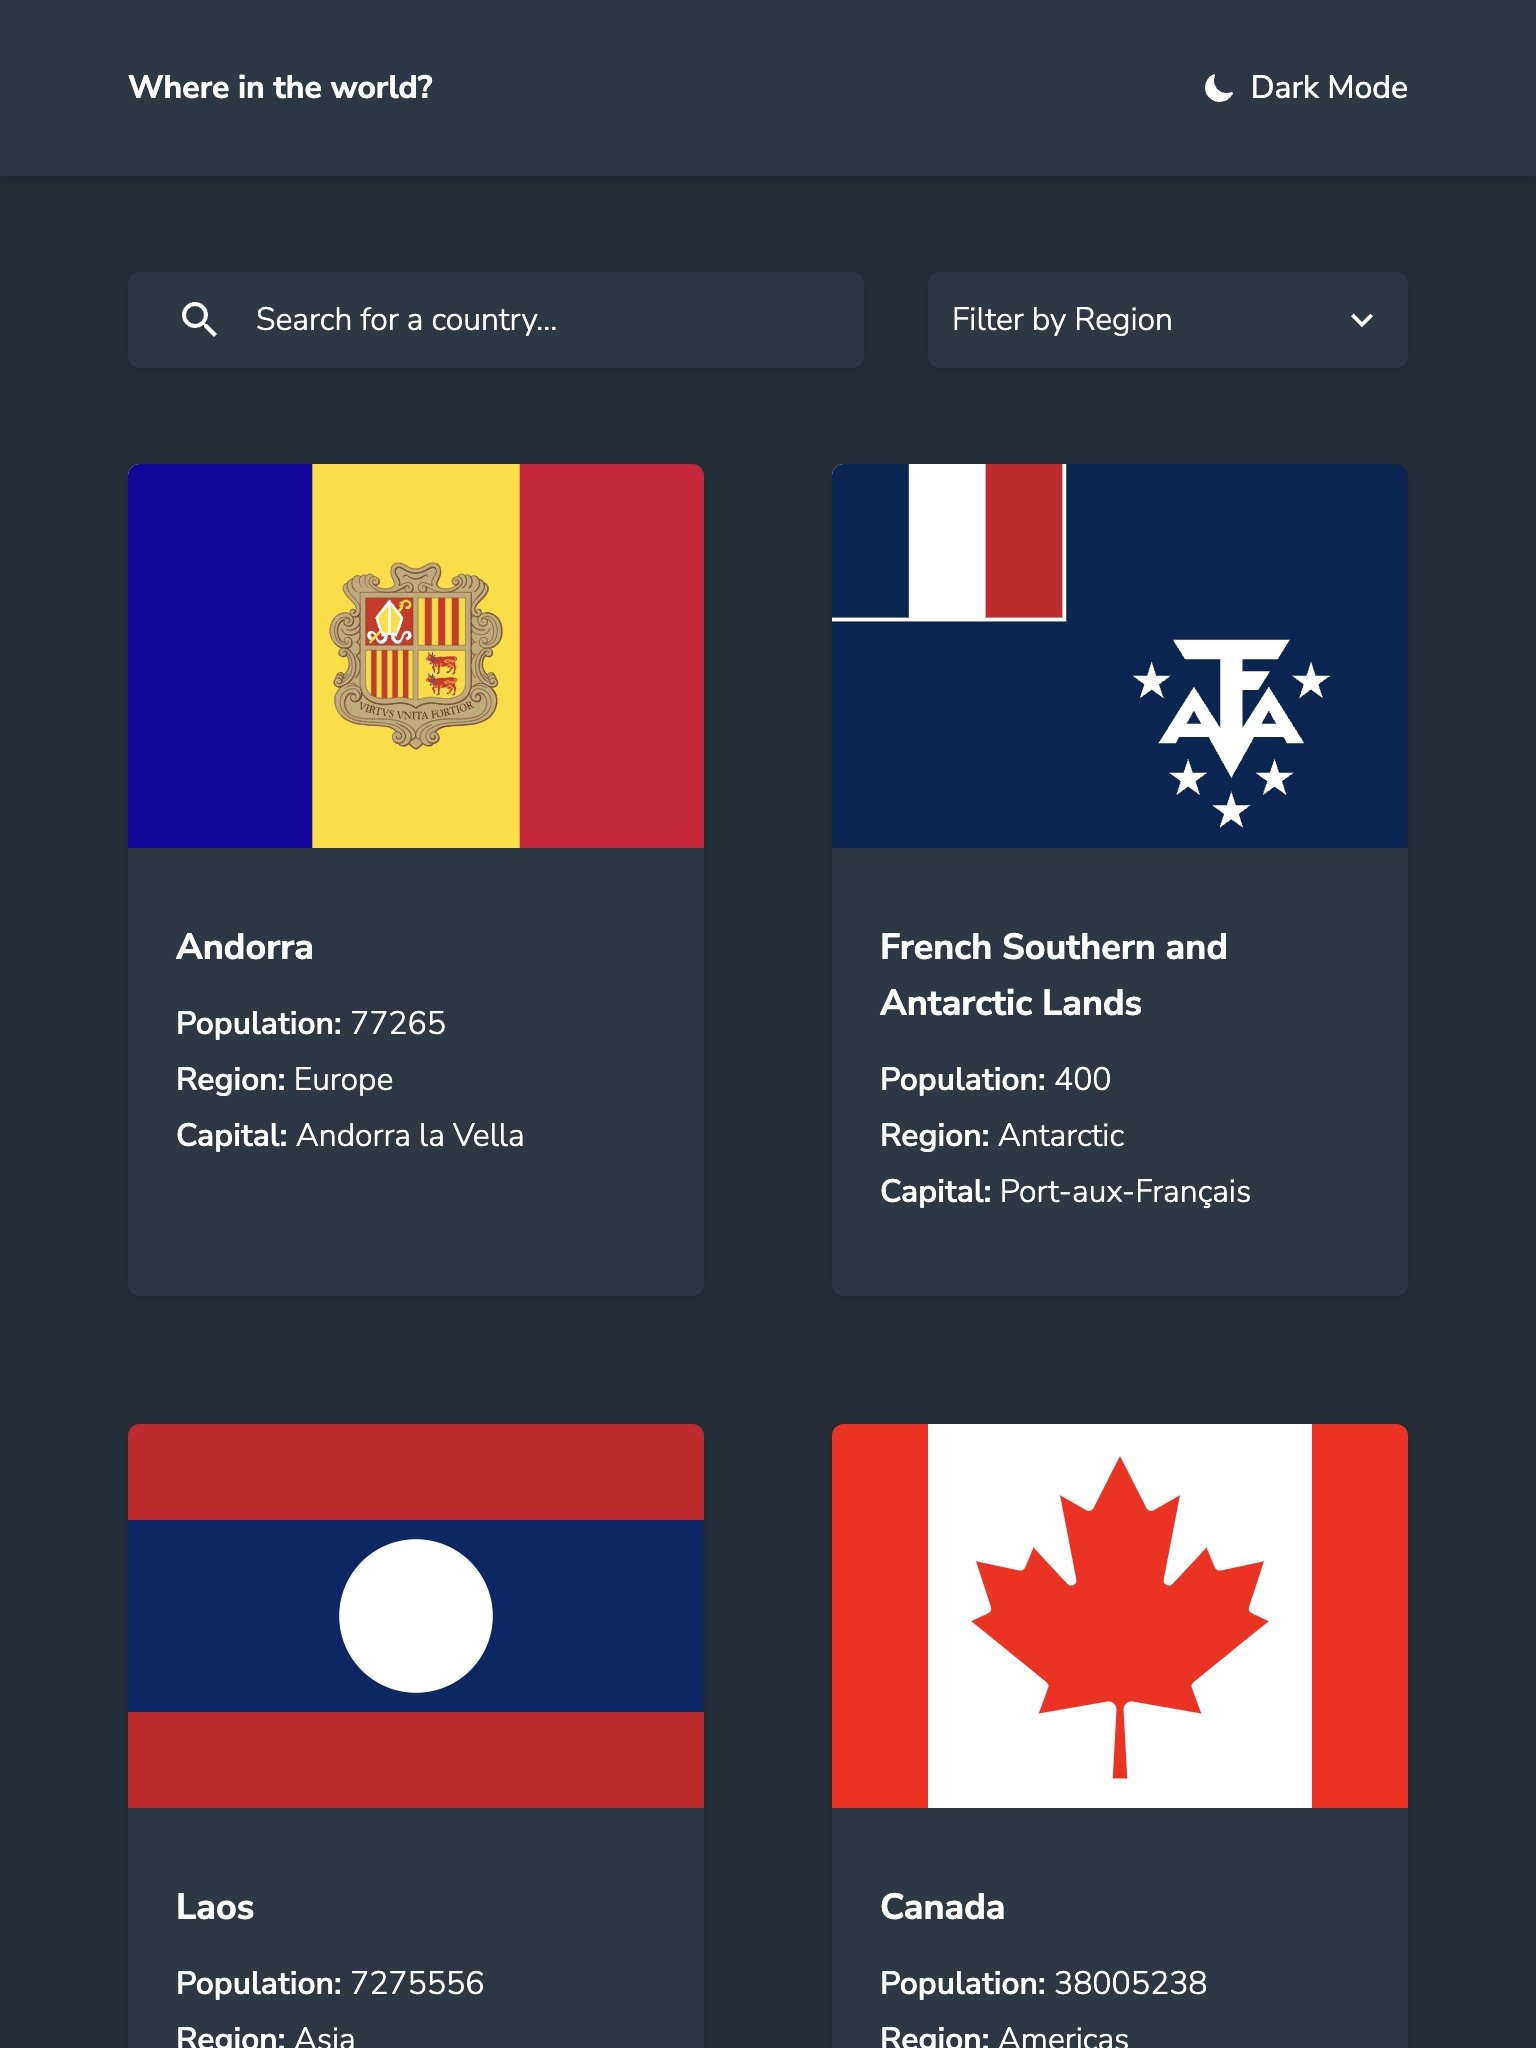 Where in the world?
Dark Mode
Search for a country...
Filter by Region
VIRTVS VNITA FORTIOR
ATFA
Andorra
Population: 77265
Region: Europe
Capital: Andorra la Vella
French Southern and
Antarctic Lands
Population: 400
Region: Antarctic
Capital: Port-aux-Français
Laos
Population: 7275556
Region: Asia
Canada
Population: 38005238
Region: Americas